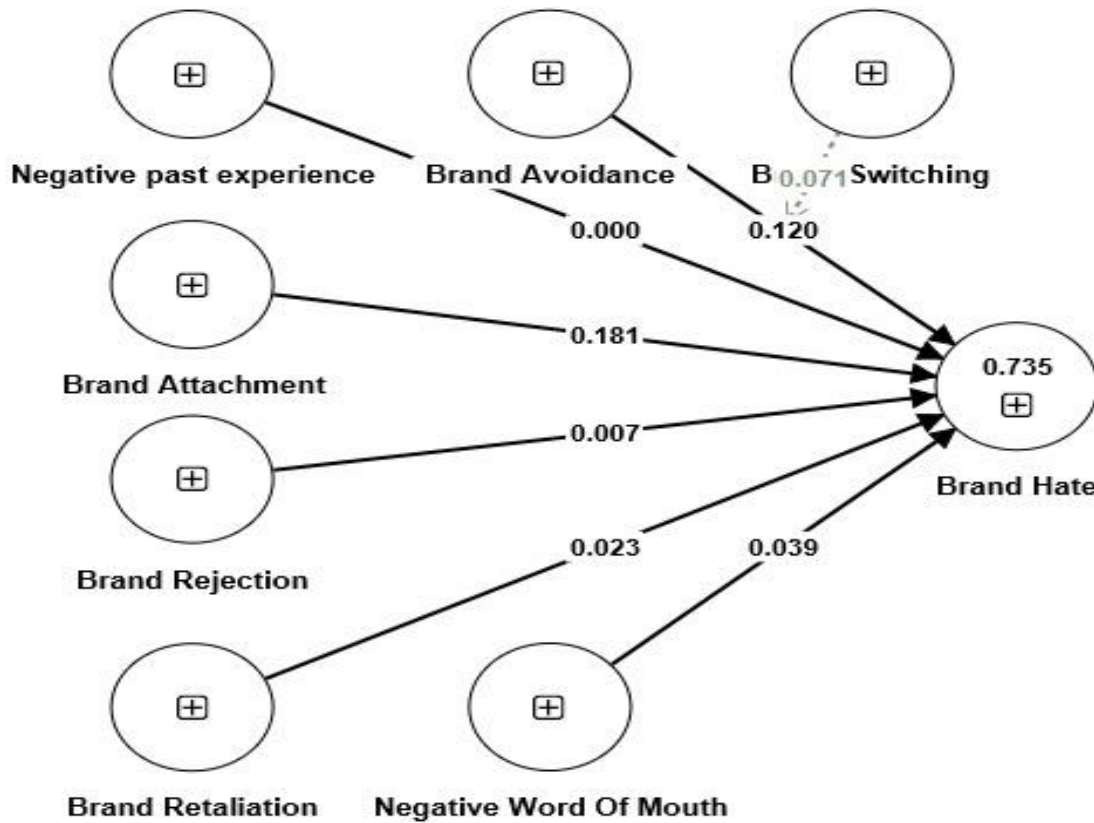 Negative past experience
Brand Avoidance
B
0.071
Switching
0.000
0.120
Brand Attachment
0.181
0.735
Brand Hate
Brand Rejection
0.007
0.023
0.039
Brand Retaliation
Negative Word Of Mouth